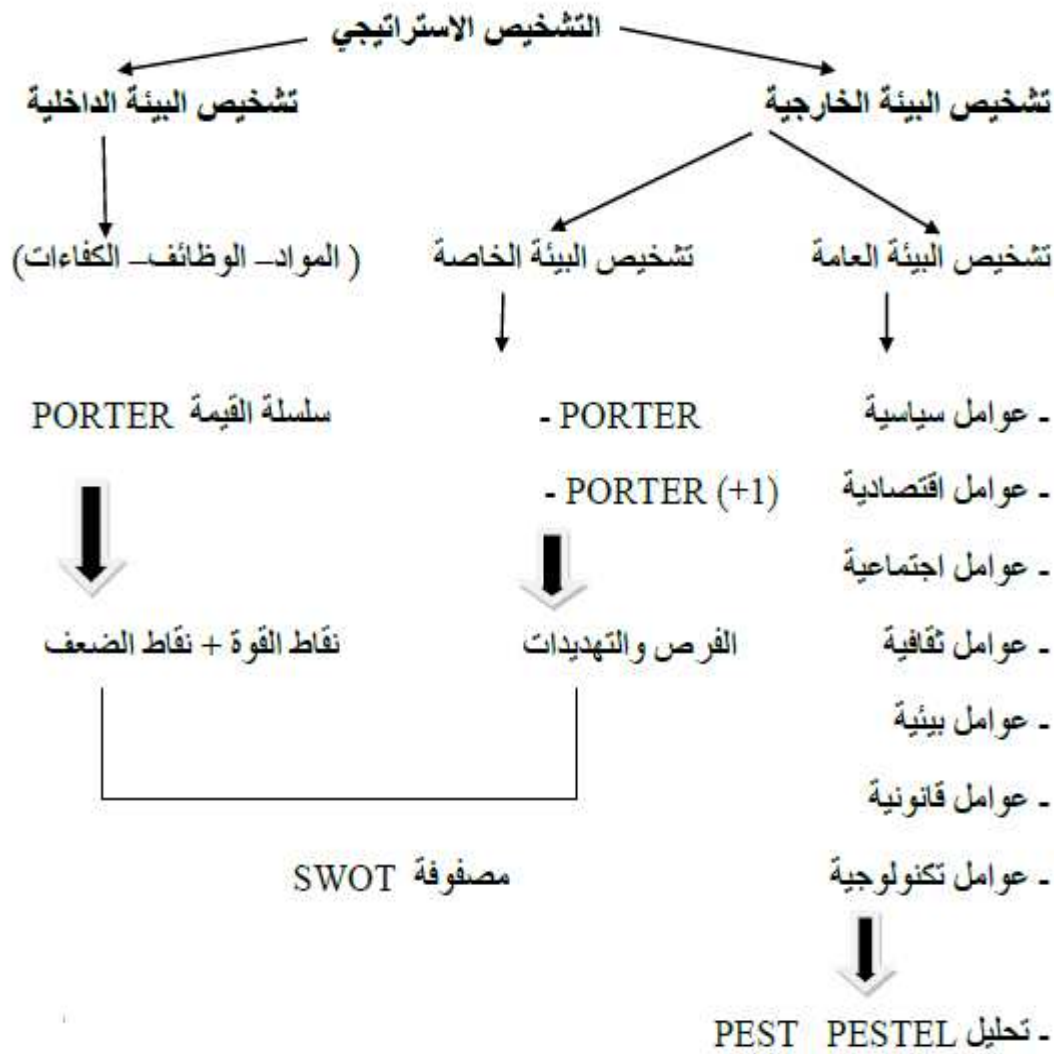 التشخيص الاستراتيجي
تشخيص البيئة الخارجية
تشخيص البيئة الداخلية
تشخيص البيئة العامة
تشخيص البيئة الخاصة
( المواد– الوظائف– الكفاءات)
- عوامل سياسية
- PORTER
سلسلة القيمة PORTER
- عوامل اقتصادية
- PORTER (+1)
- عوامل اجتماعية
- عوامل ثقافية
الفرص والتهديدات
نقاط القوة + نقاط الضعف
- عوامل بيئية
- عوامل قانونية
- عوامل تكنولوجية
مصفوفة SWOT
- تحليل PEST PESTEL